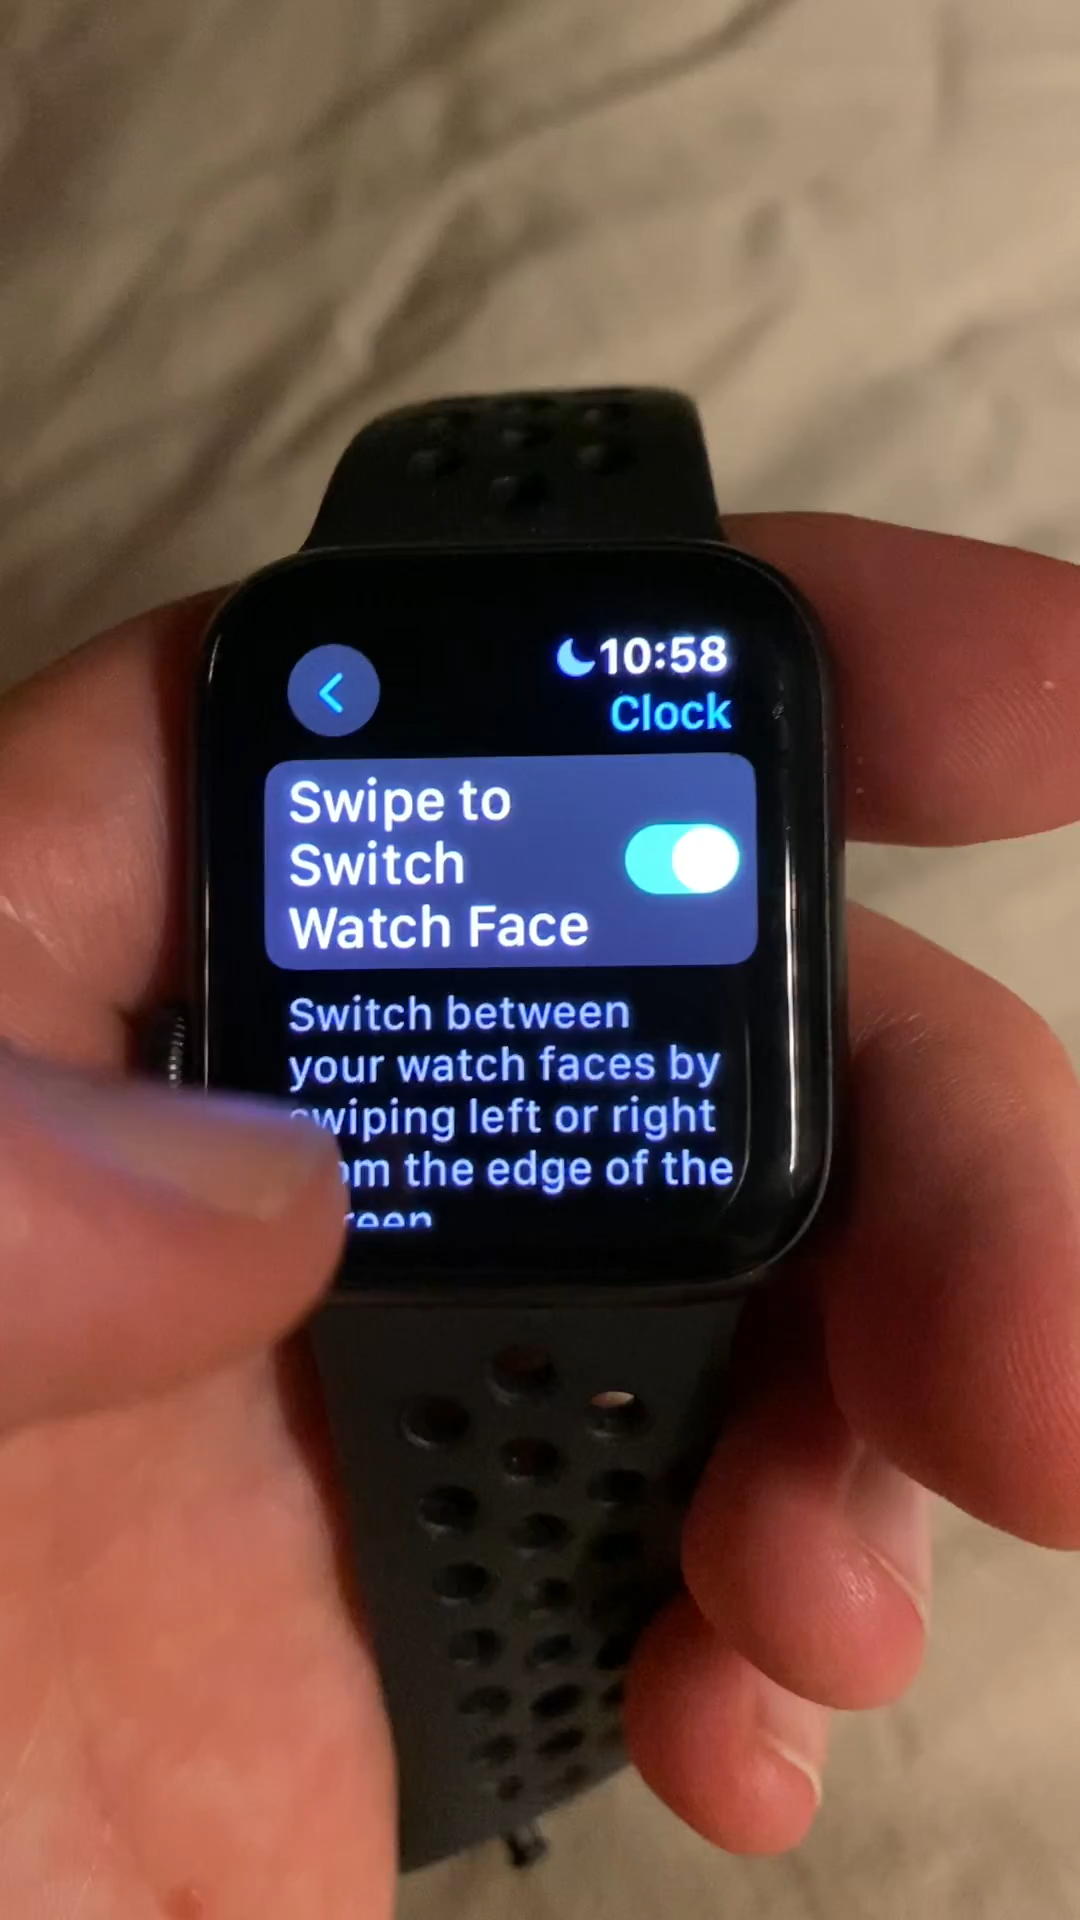 10:58
Clock
Swipe to
Switch
Watch Face
Switch between
your watch faces by
swiping left or right
the edge of the